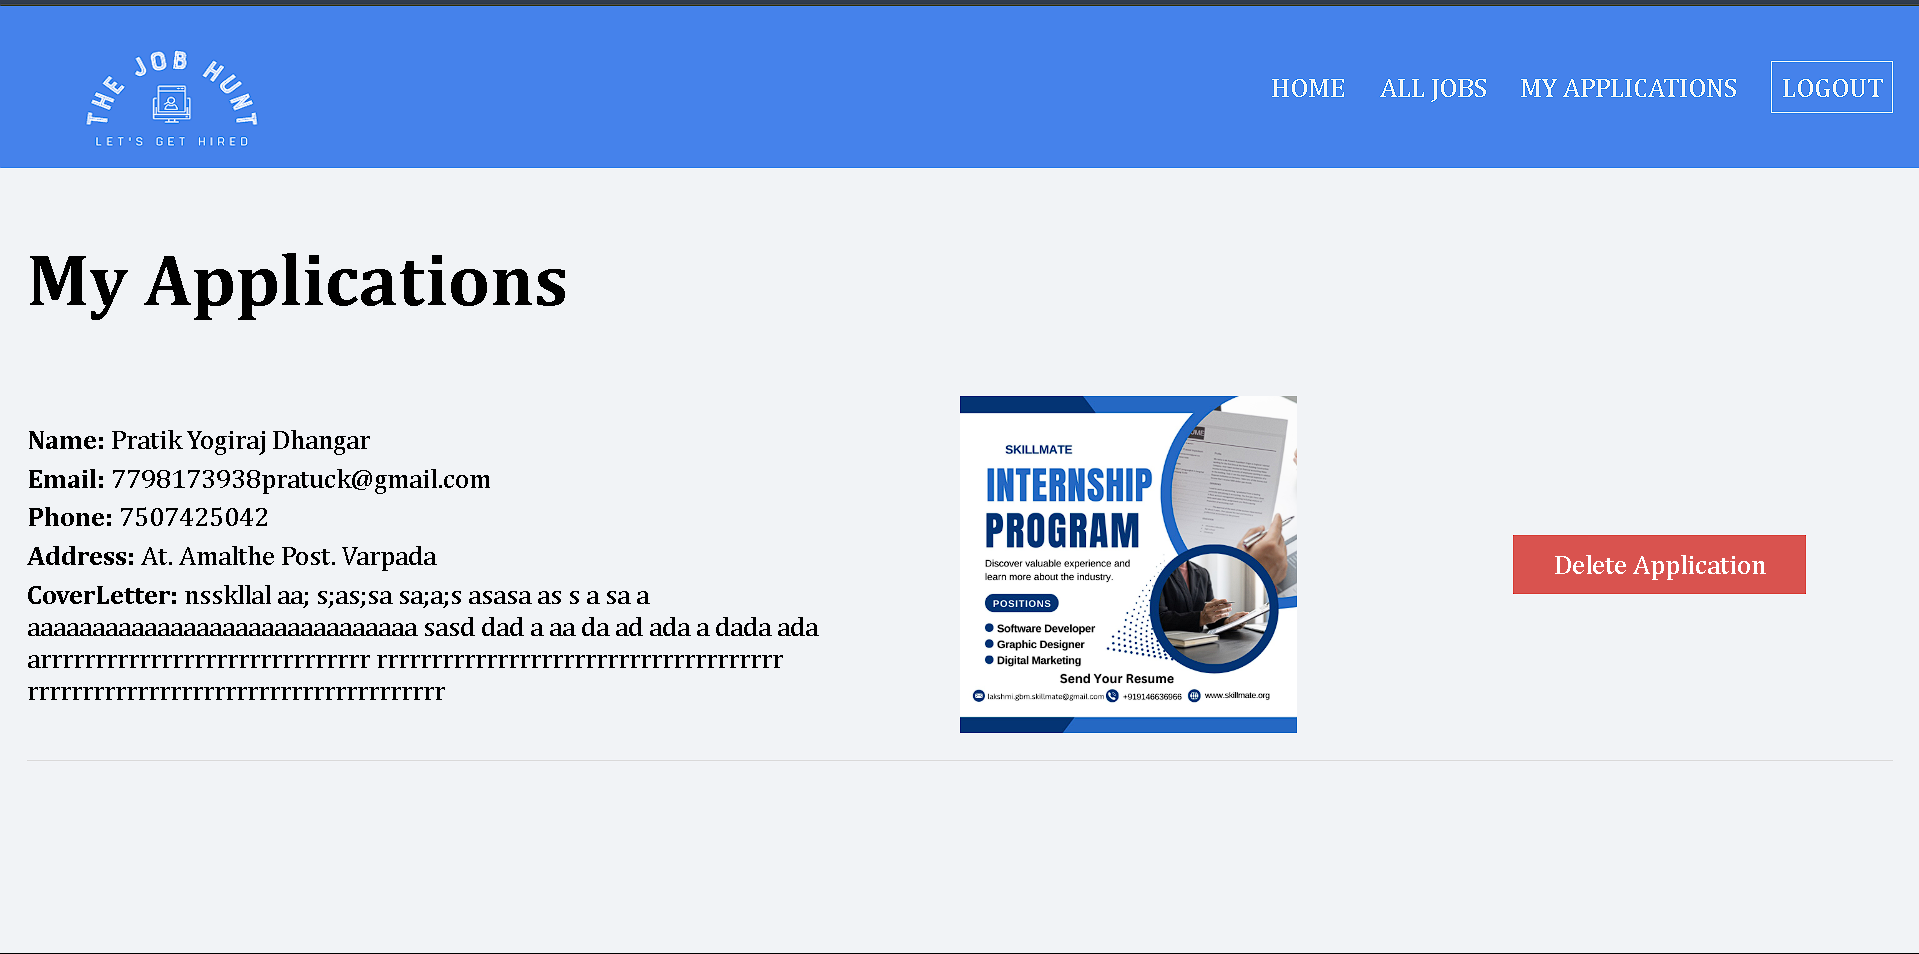 THE JOB HUNT
LET'S GET HIRED
HOME ALL JOBS MY APPLICATIONS LOGOUT
My Applications
Name: Pratik Yogiraj Dhangar
Email: 7798173938pratuck@gmail.com
Phone: 7507425042
Address: At. Amalthe Post. Varpada
CoverLetter: nsskllal aa; s;as;sa sa;a;s asasa as s a sa a
aaaaaaaaaaaaaaaaaaaaaaaaaaaaaa sasd dad a aa da ad ada a dada ada
arrrrrrrrrrrrrrrrrrrrrrrrrrrrrr rrrrrrrrrrrrrrrrrrrrrrrrrrrrrrrrrrrrr
rrrrrrrrrrrrrrrrrrrrrrrrrrrrrrrrrrrrrr
SKILLMATE
INTERNSHIP
PROGRAM
Discover valuable experience and
learn more about the industry.
POSITIONS
Software Developer
Graphic Designer
Digital Marketing
Send Your Resume
lakshmi.gbm.skillmate@gmail.com +919146636966 www.skillmate.org
Delete Application